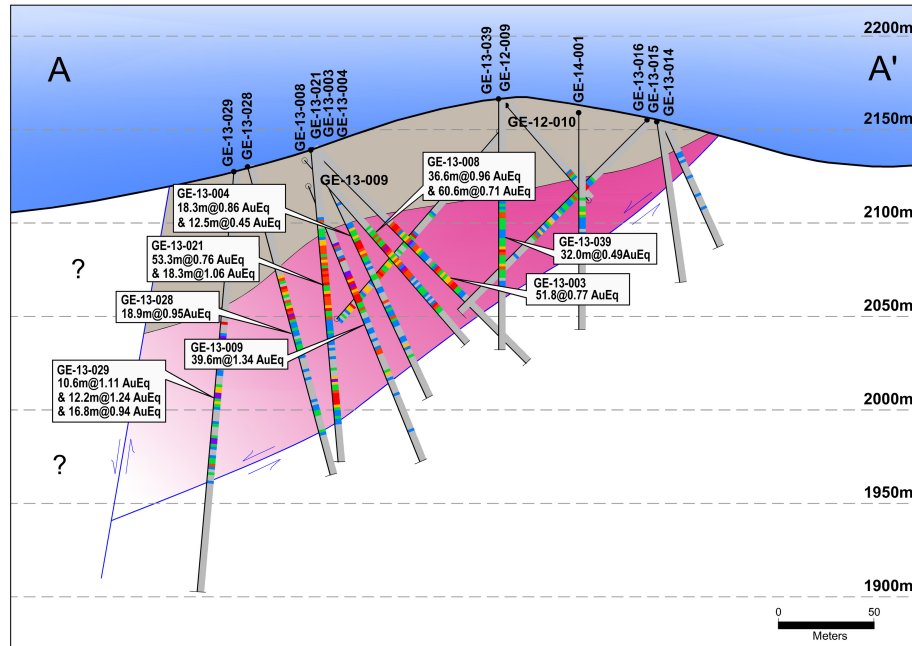 A
A'
2200m
2150m
2100m
2050m
2000m
1950m
1900m
GE-13-029
GE-13-028
GE-13-008
GE-13-021
GE-13-003
GE-13-004
GE-13-039
GE-12-009
GE-14-001
GE-13-016
GE-13-015
GE-13-014
GE-12-010
GE-13-009
GE-13-008
36.6m@0.96 AuEq
& 60.6m@0.71 AuEq
GE-13-004
18.3m@0.86 AuEq
& 12.5m@0.45 AuEq
GE-13-021
53.3m@0.76 AuEq
& 18.3m@1.06 AuEq
GE-13-039
32.0m@0.49AuEq
GE-13-003
51.8@0.77 AuEq
GE-13-028
18.9m@0.95AuEq
GE-13-009
39.6m@1.34 AuEq
GE-13-029
10.6m@1.11 AuEq
& 12.2m@1.24 AuEq
& 16.8m@0.94 AuEq
?
?
0 50
Meters